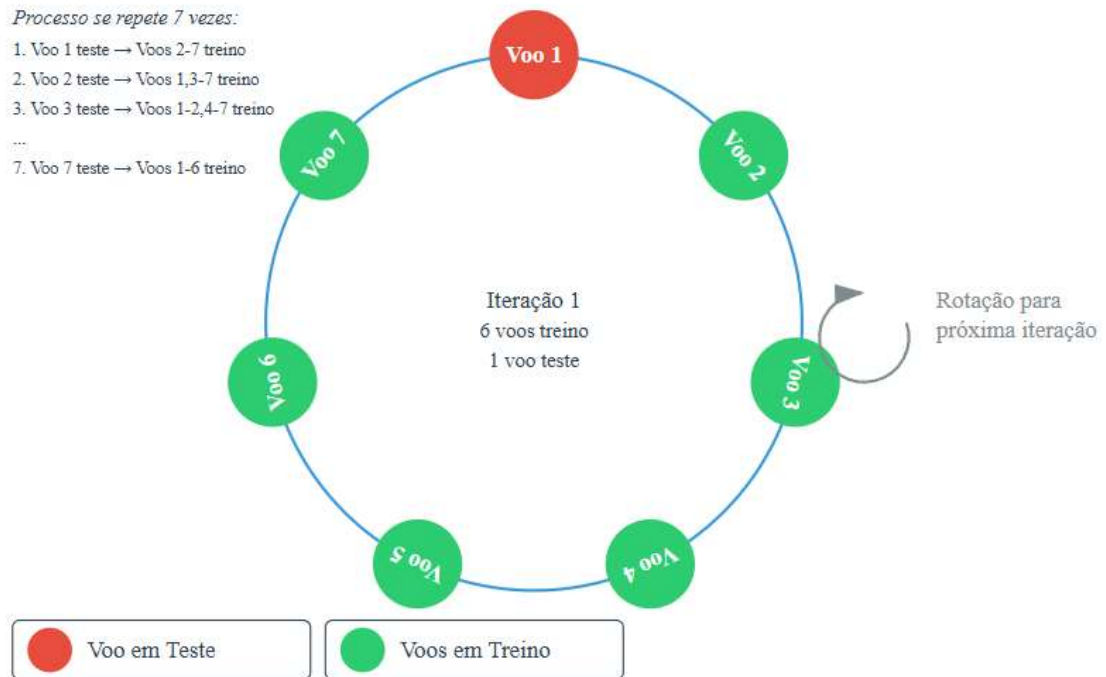 Processo se repete 7 vezes:
1. Voo 1 teste → Voos 2-7 treino
2. Voo 2 teste → Voos 1,3-7 treino
3. Voo 3 teste → Voos 1-2,4-7 treino
...
7. Voo 7 teste → Voos 1-6 treino
Voo 1
Voo 2
Voo 3
Voo 4
Voo 5
Voo 6
Voo 7
Iteração 1
6 voos treino
1 voo teste
Rotação para
próxima iteração
Voo em Teste
Voos em Treino